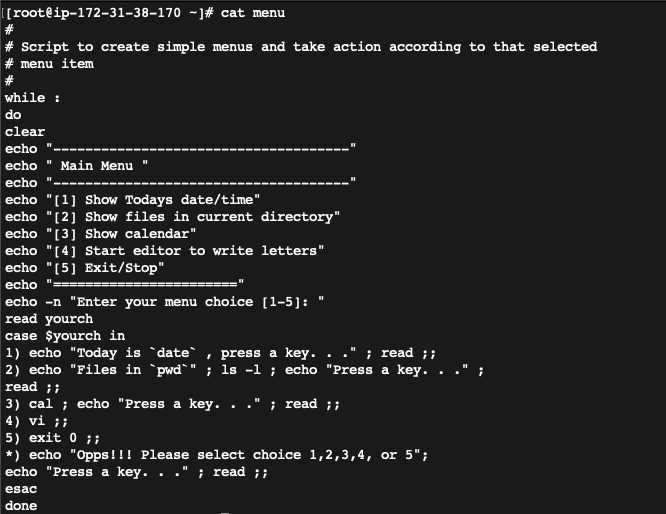 [[root@ip-172-31-38-170 ~]# cat menu
#
# Script to create simple menus and take action according to that selected
# menu item
#
while :
do
clear
echo "-------------------------------------"
echo " Main Menu "
echo "-------------------------------------"
echo "[1] Show Todays date/time"
echo "[2] Show files in current directory"
echo "[3] Show calendar"
echo "[4] Start editor to write letters"
echo "[5] Exit/Stop"
echo "======================="
echo -n "Enter your menu choice [1-5]: "
read yourch
case $yourch in
1) echo "Today is `date` , press a key. . ." ; read ;;
2) echo "Files in `pwd`" ; ls -l ; echo "Press a key. . ." ;
read ;;
3) cal ; echo "Press a key. . ." ; read ;;
4) vi ;;
5) exit 0 ;;
*) echo "Opps!!! Please select choice 1,2,3,4, or 5";
echo "Press a key. . ." ; read ;;
esac
done